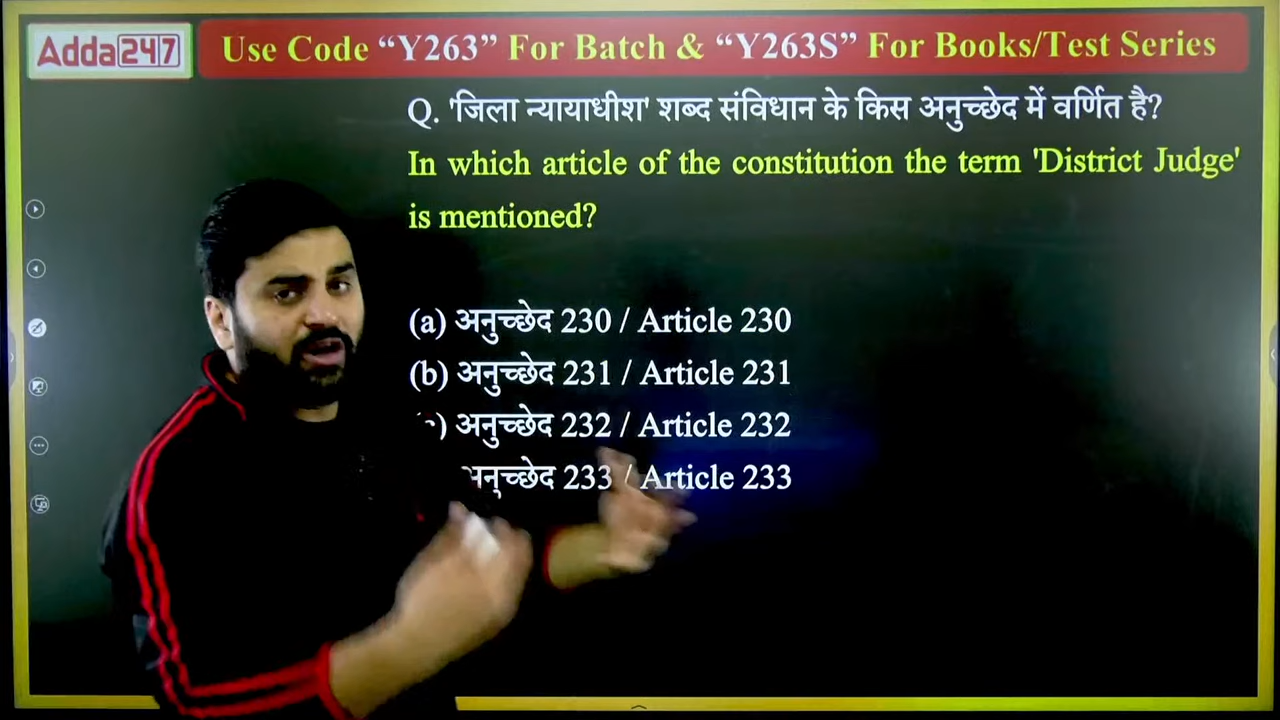 Adda247
Use Code “Y263” For Batch & “Y263S” For Books/Test Series
Q. 'जिला न्यायाधीश' शब्द संविधान के किस अनुच्छेद में वर्णित है?
In which article of the constitution the term 'District Judge'
is mentioned?
(a) अनुच्छेद 230 / Article 230
(b) अनुच्छेद 231 / Article 231
) अनुच्छेद 232 / Article 232
अनुच्छेद 233 / Article 233